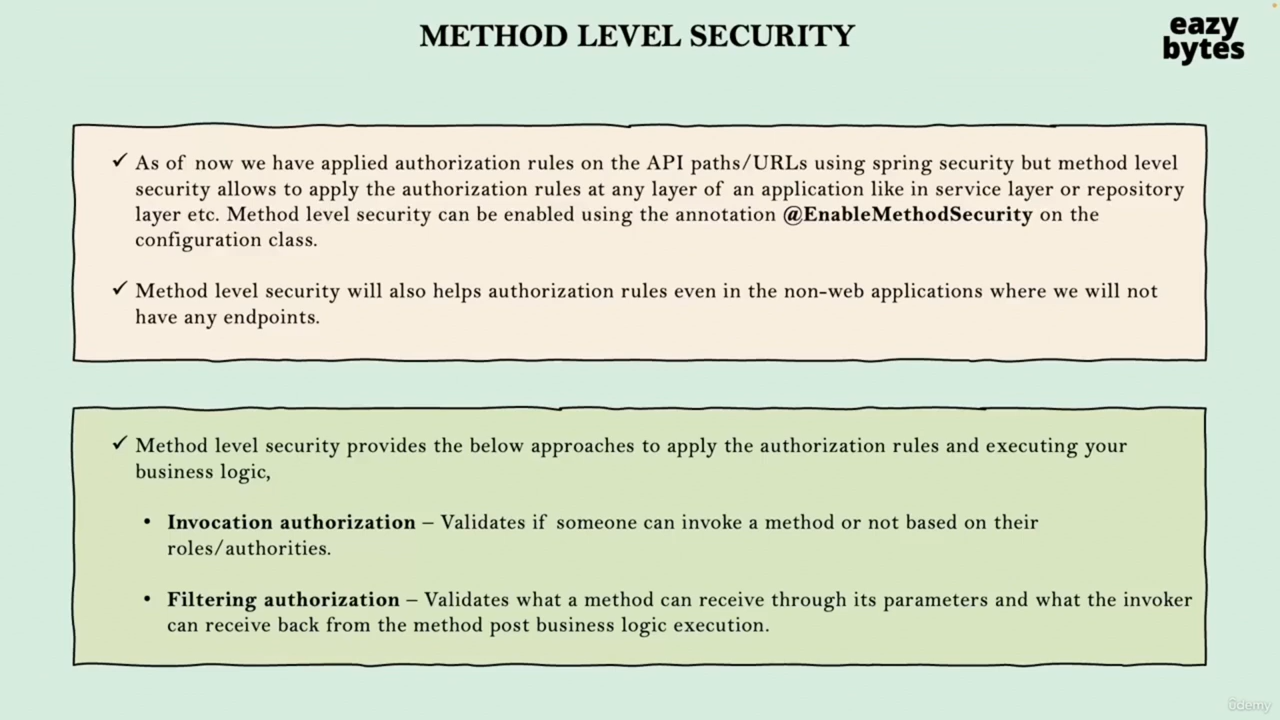 METHOD LEVEL SECURITY
eazy
bytes
✓ As of now we have applied authorization rules on the API paths/URLs using spring security but method level
security allows to apply the authorization rules at any layer of an application like in service layer or repository
layer etc. Method level security can be enabled using the annotation @EnableMethodSecurity on the
configuration class.
✓ Method level security will also helps authorization rules even in the non-web applications where we will not
have any endpoints.
✓ Method level security provides the below approaches to apply the authorization rules and executing your
business logic,
• Invocation authorization – Validates if someone can invoke a method or not based on their
roles/authorities.
• Filtering authorization – Validates what a method can receive through its parameters and what the invoker
can receive back from the method post business logic execution.
ûdemy